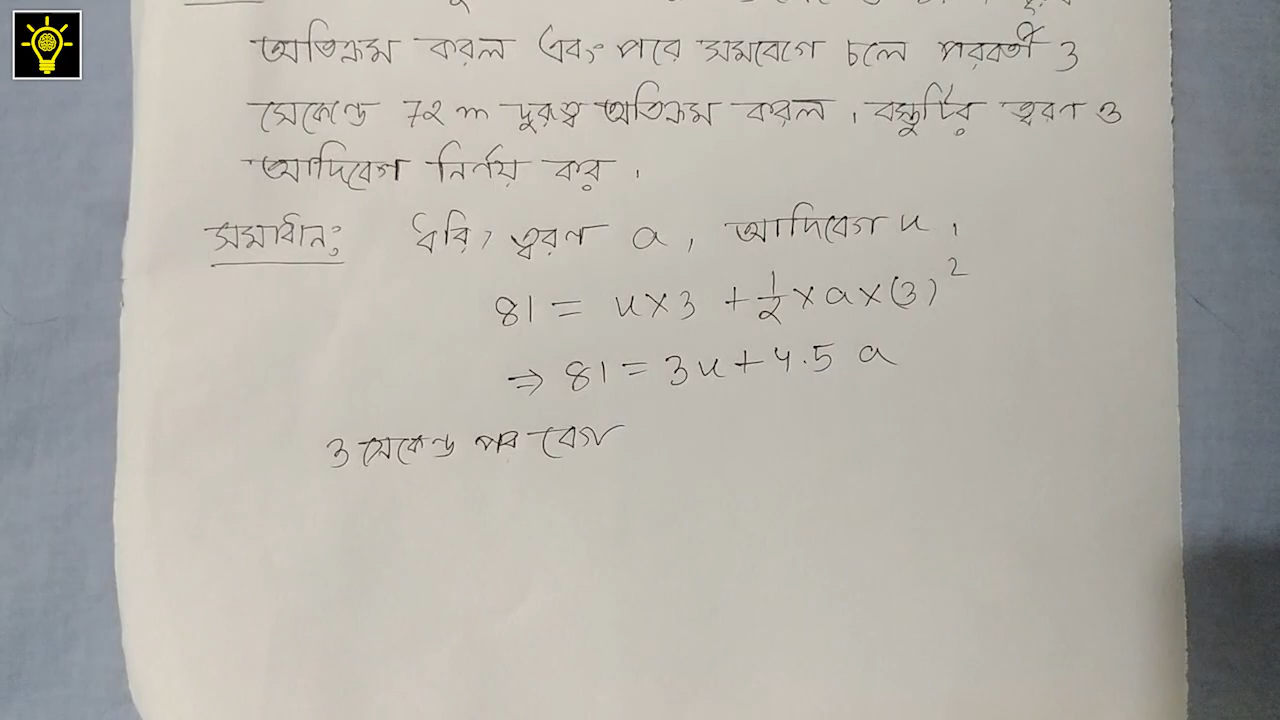 অতিক্রম করল এবং পরে সমবেগে চলে পরবর্তী 3
সেকেন্ডে 72 m দুরত্ব অতিক্রম করল। বস্তুটির ত্বরণ ও
আদিবেগ নির্ণয় কর।
সমাধান: ধরি, ত্বরণ a, আদিবেগ u,
81 = u×3 + 1/2 × a × (3)^2
⇒ 81 = 3u + 4.5 a
3 সেকেন্ড পর বেগ